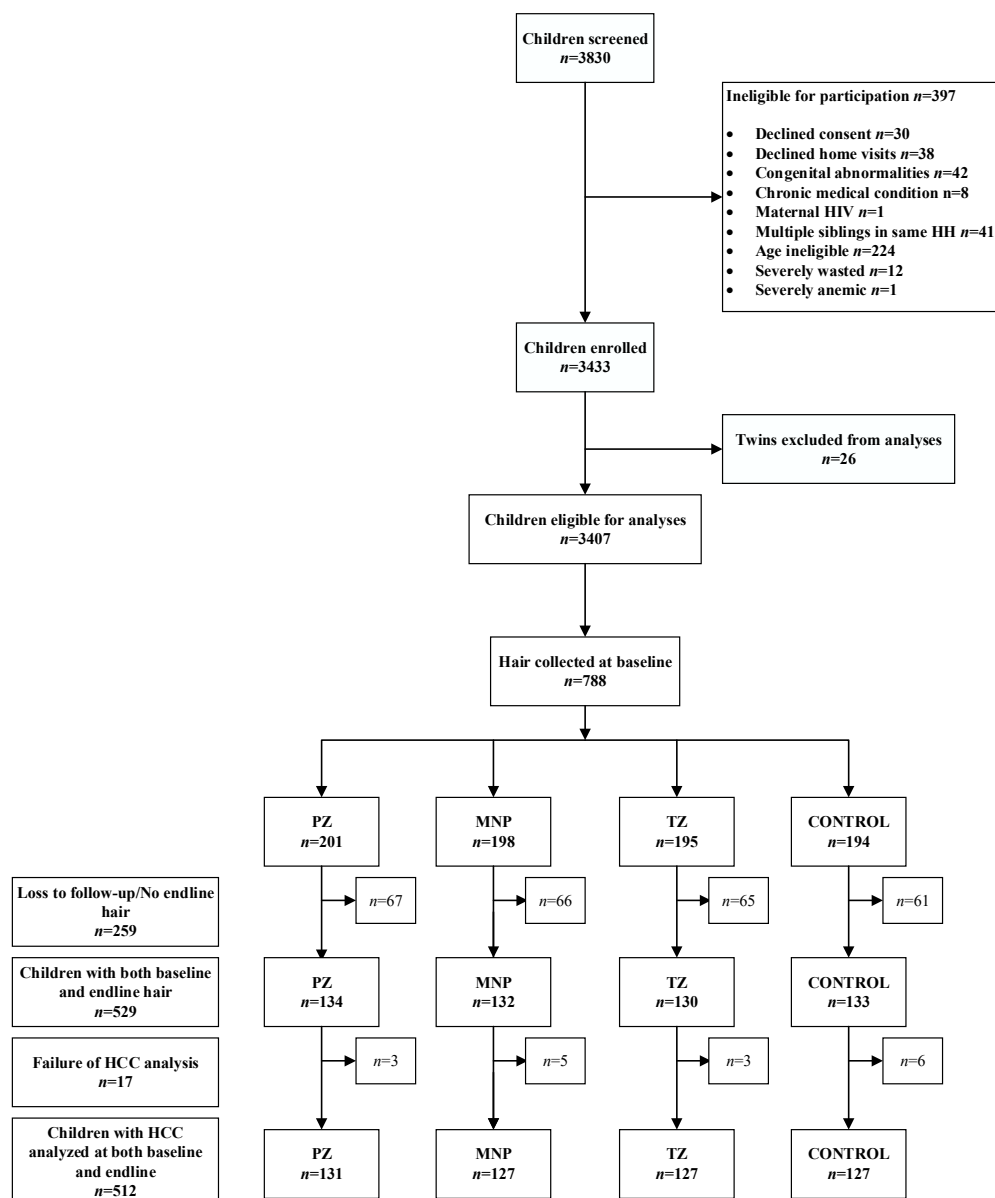 Children screened
n=3830
Ineligible for participation n=397
• Declined consent n=30
• Declined home visits n=38
• Congenital abnormalities n=42
• Chronic medical condition n=8
• Maternal HIV n=1
• Multiple siblings in same HH n=41
• Age ineligible n=224
• Severely wasted n=12
• Severely anemic n=1
Children enrolled
n=3433
Twins excluded from analyses
n=26
Children eligible for analyses
n=3407
Hair collected at baseline
n=788
PZ
n=201
MNP
n=198
TZ
n=195
CONTROL
n=194
Loss to follow-up/No endline
hair
n=259
n=67
n=66
n=65
n=61
Children with both baseline
and endline hair
n=529
PZ
n=134
MNP
n=132
TZ
n=130
CONTROL
n=133
Failure of HCC analysis
n=17
n=3
n=5
n=3
n=6
Children with HCC
analyzed at both baseline
and endline
n=512
PZ
n=131
MNP
n=127
TZ
n=127
CONTROL
n=127